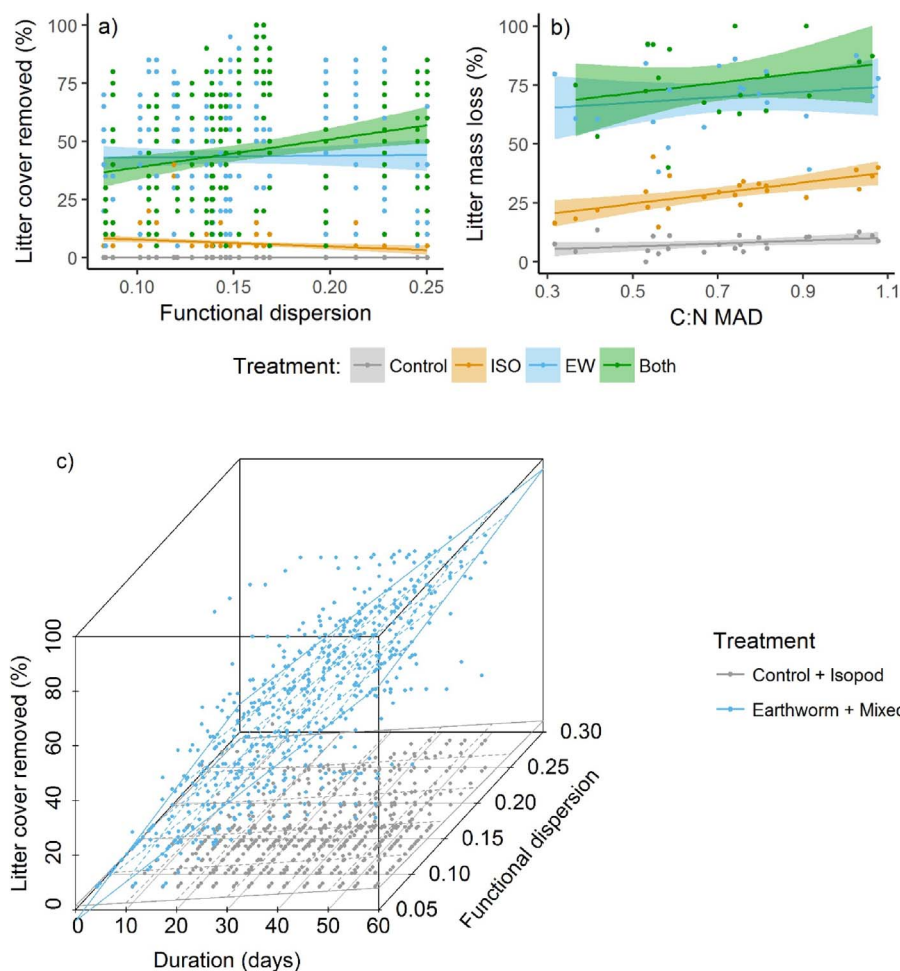 a)
Litter cover removed (%)
100
75
50
25
0
0.10 0.15 0.20 0.25
Functional dispersion
b)
Litter mass loss (%)
100
75
50
25
0
0.3 0.5 0.7 0.9 1.1
C:N MAD
Treatment: Control ISO EW Both
c)
Litter cover removed (%)
100
80
60
40
20
0
0 10 20 30 40 50 60
Duration (days)
0.30
0.25
0.20
0.15
0.10
0.05
Functional dispersion
Treatment
Control + Isopod
Earthworm + Mixed